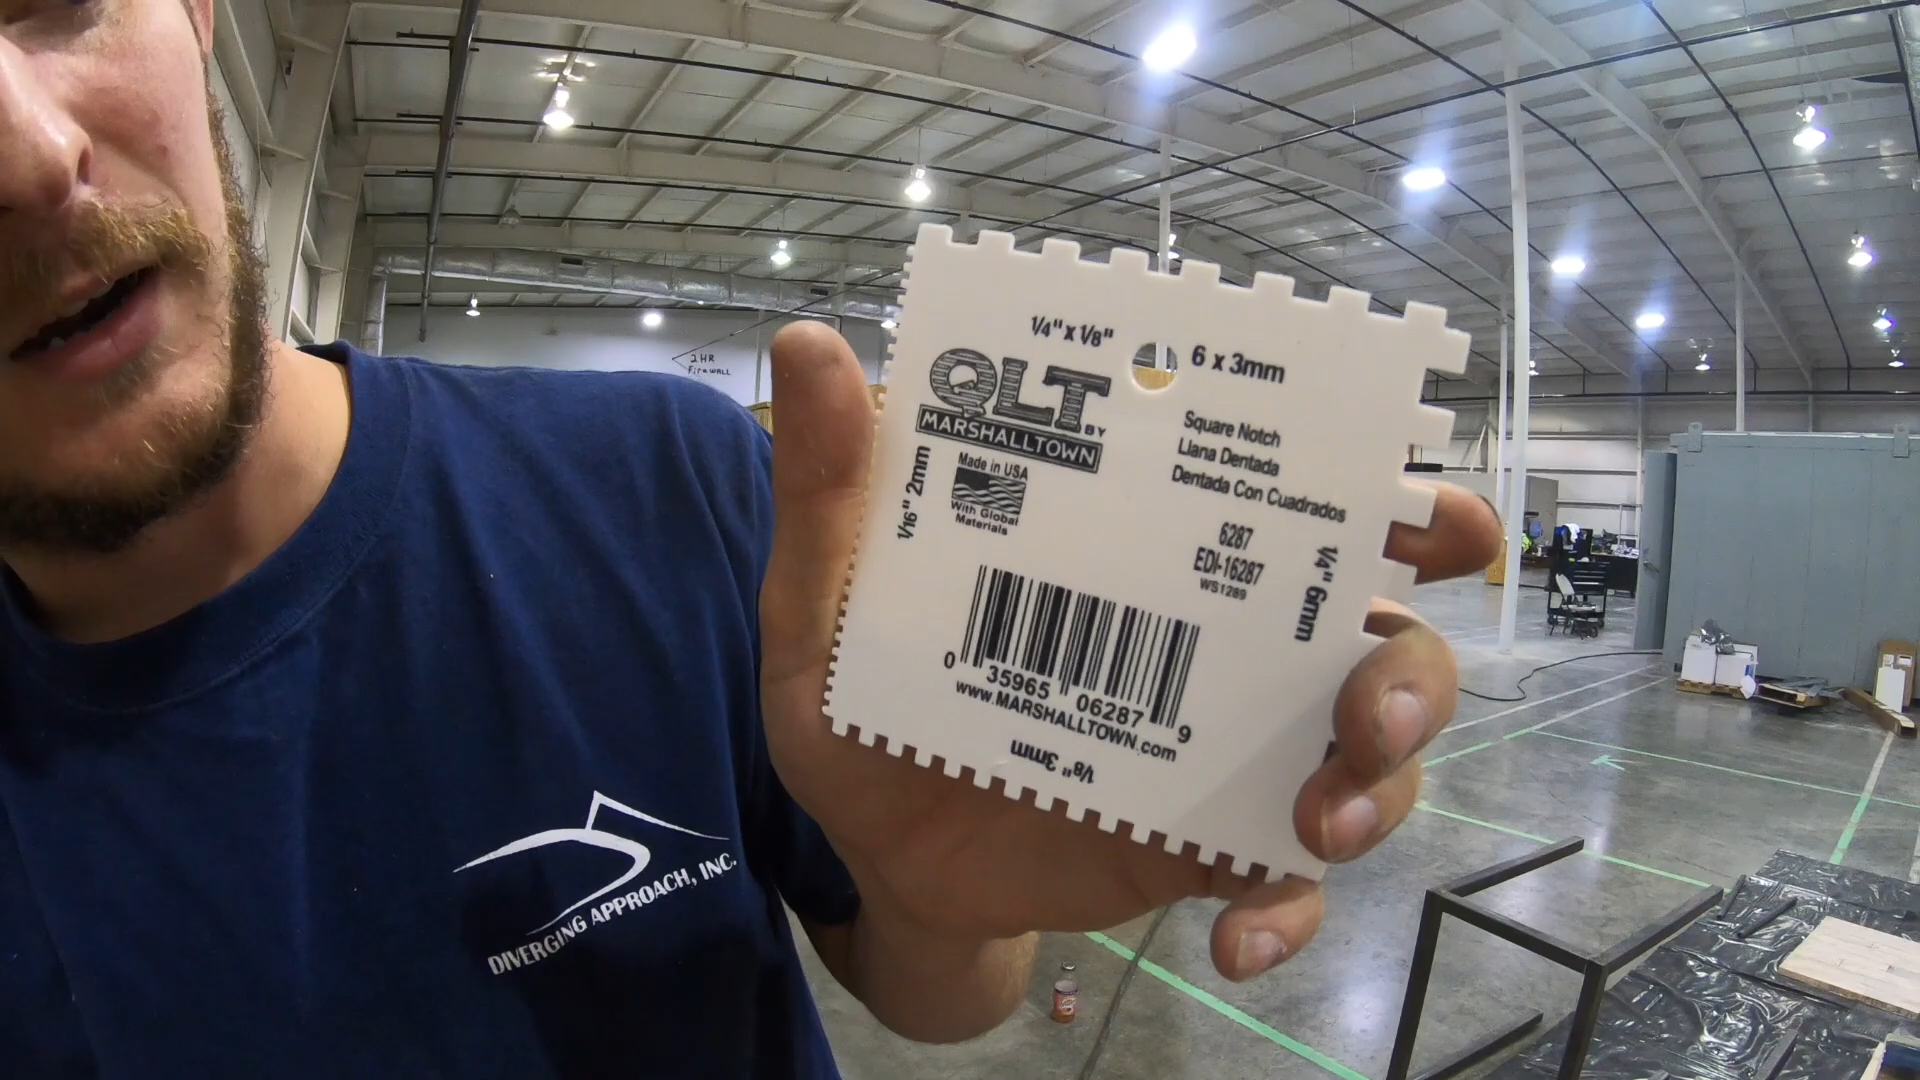 2 HR
Firewall
1/4" x 1/8"
6 x 3mm
QLT
BY
MARSHALLTOWN
Made in USA
With Global
Materials
1/16" 2mm
Square Notch
Llana Dentada
Dentada Con Cuadrados
6287
EDI-16287
WS1289
1/4" 6mm
0 35965 06287 9
www.MARSHALLTOWN.com
1/8" 3mm
DIVERGING APPROACH, INC.